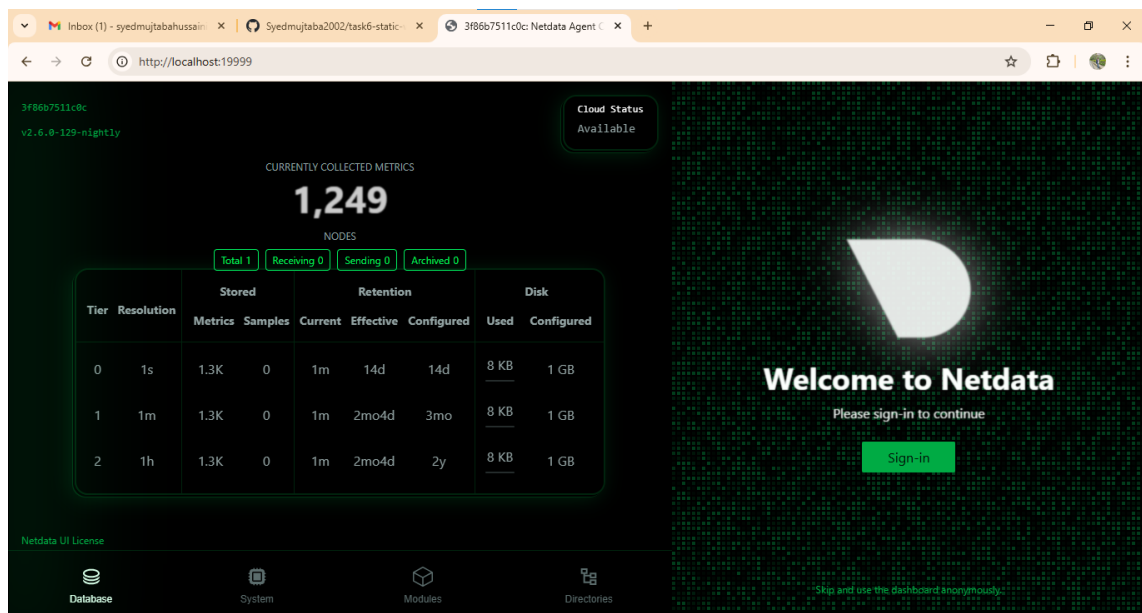 Inbox (1) - syedmujtabahussain
Syedmujtaba2002/task6-static-s
3f86b7511c0c: Netdata Agent C
http://localhost:19999
3f86b7511c0c
v2.6.0-129-nightly
Cloud Status
Available
CURRENTLY COLLECTED METRICS
1,249
NODES
Total 1 Receiving 0 Sending 0 Archived 0
Stored Retention Disk
Tier Resolution
Metrics Samples Current Effective Configured Used Configured
0 1s 1.3K 0 1m 14d 14d 8 KB 1 GB
1 1m 1.3K 0 1m 2mo4d 3mo 8 KB 1 GB
2 1h 1.3K 0 1m 2mo4d 2y 8 KB 1 GB
Netdata UI License
Database System Modules Directories
Welcome to Netdata
Please sign-in to continue
Sign-in
Skip and use the dashboard anonymously.